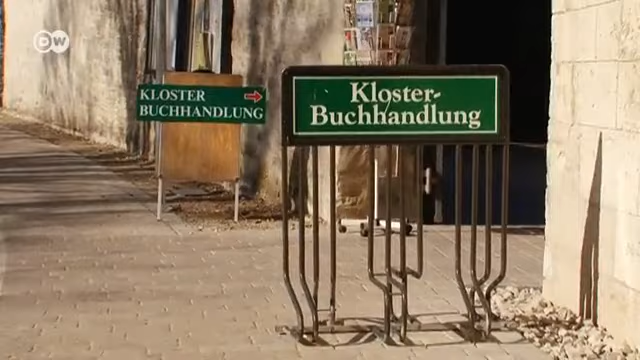 DW
KLOSTER
BUCHHANDLUNG
Kloster-
Buchhandlung